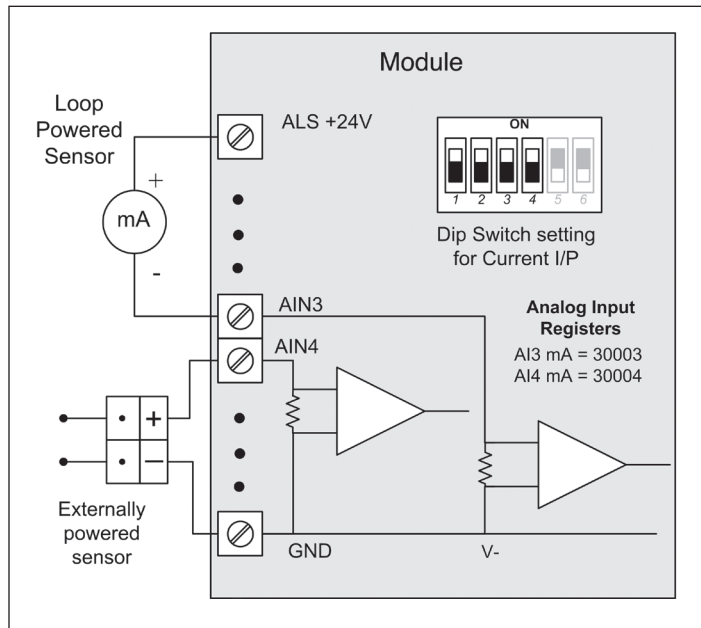 Module
Loop
Powered
Sensor
ALS +24V
ON
1 2 3 4 5 6
+
mA
-
Dip Switch setting
for Current I/P
AIN3
Analog Input
Registers
AI3 mA = 30003
AI4 mA = 30004
AIN4
+
−
Externally
powered
sensor
GND
V-